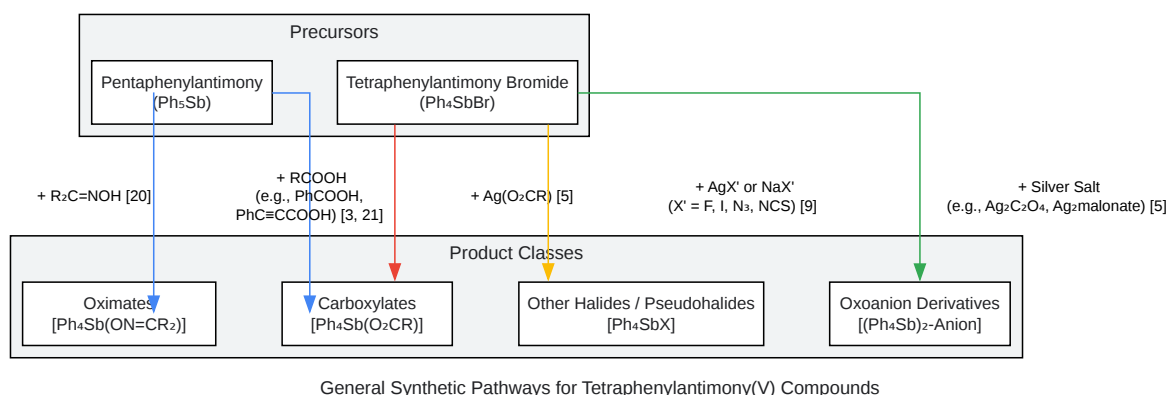 Precursors
Pentaphenylantimony
(Ph₅Sb)
Tetraphenylantimony Bromide
(Ph₄SbBr)
+ R₂C=NOH [20]
+ RCOOH
(e.g., PhCOOH,
PhC≡CCOOH) [3, 21]
+ Ag(O₂CR) [5]
+ AgX' or NaX'
(X' = F, I, N₃, NCS) [9]
+ Silver Salt
(e.g., Ag₂C₂O₄, Ag₂malonate) [5]
Product Classes
Oximates
[Ph₄Sb(ON=CR₂)]
Carboxylates
[Ph₄Sb(O₂CR)]
Other Halides / Pseudohalides
[Ph₄SbX]
Oxoanion Derivatives
[(Ph₄Sb)₂-Anion]
General Synthetic Pathways for Tetraphenylantimony(V) Compounds